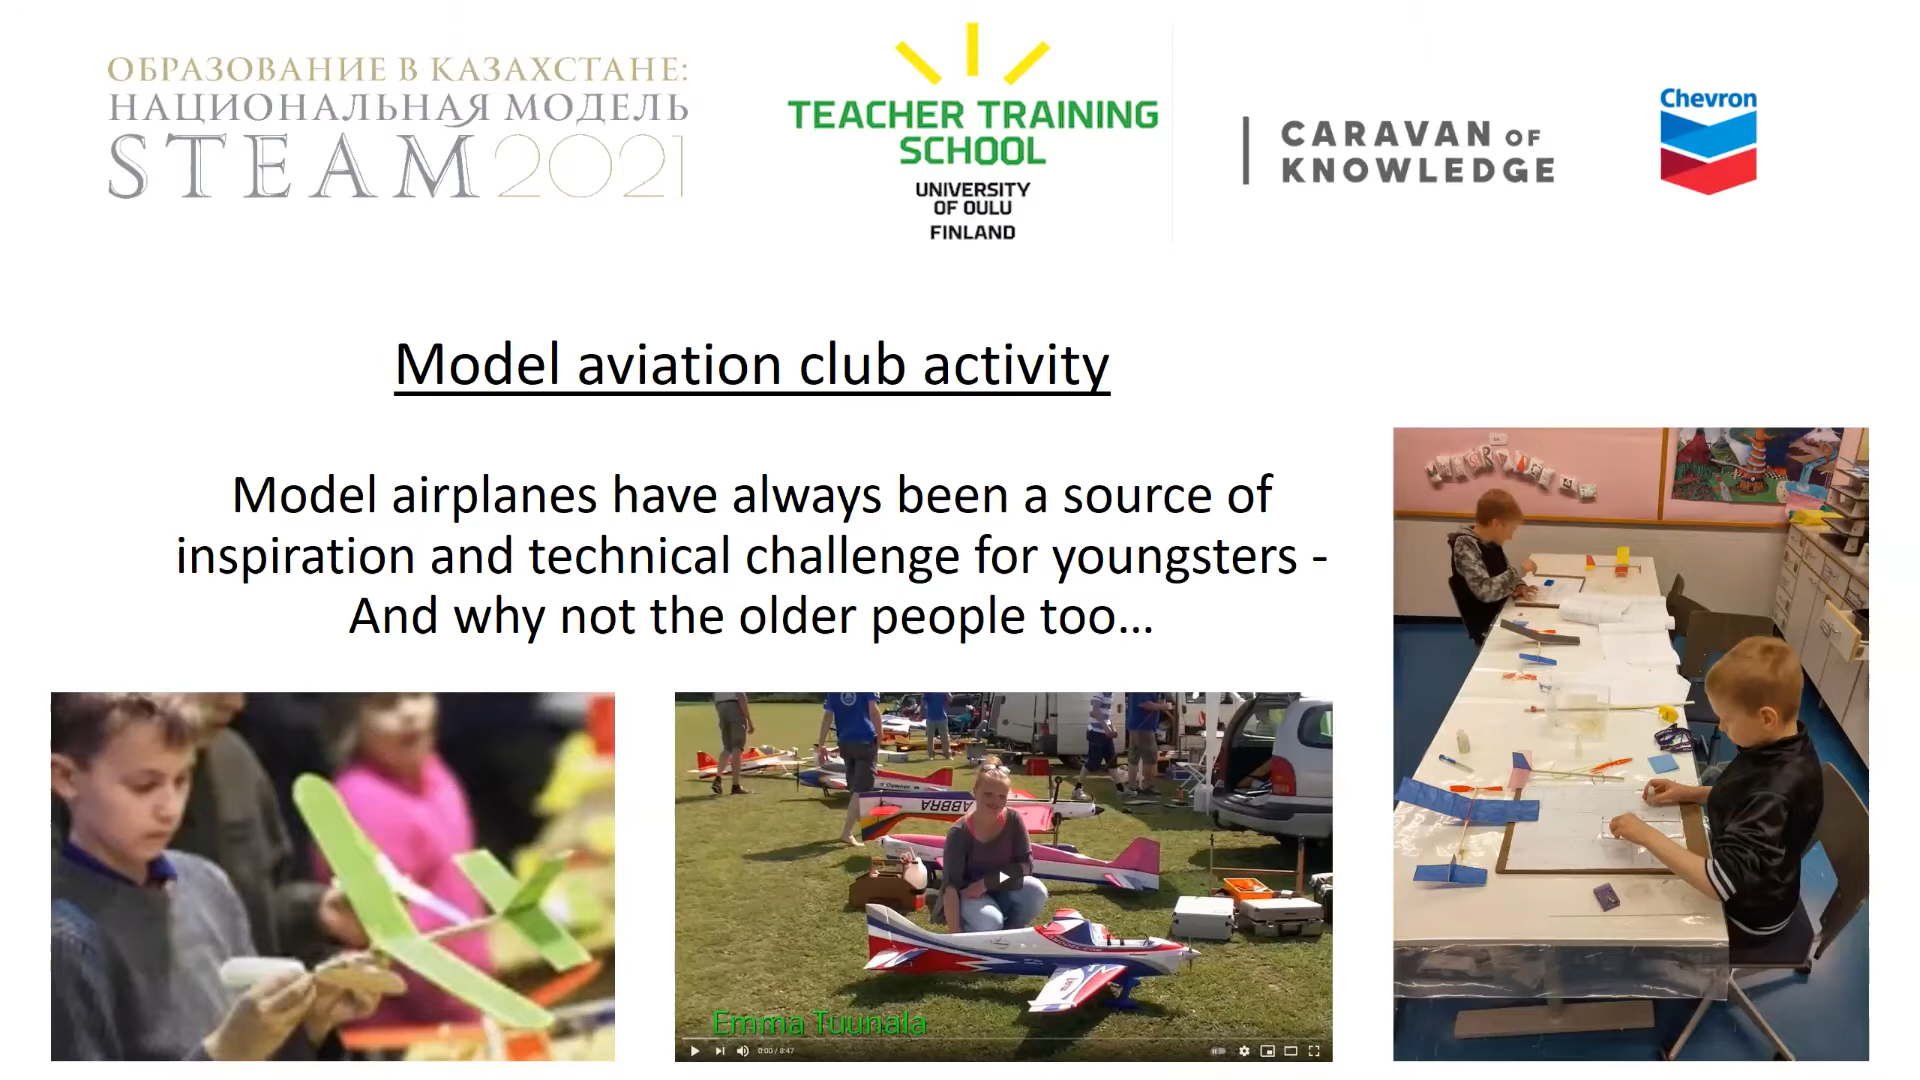 ОБРАЗОВАНИЕ В КАЗАХСТАНЕ:
НАЦИОНАЛЬНАЯ МОДЕЛЬ
STEAM 2021
TEACHER TRAINING
SCHOOL
UNIVERSITY
OF OULU
FINLAND
CARAVAN OF
KNOWLEDGE
Chevron
Model aviation club activity
Model airplanes have always been a source of
inspiration and technical challenge for youngsters -
And why not the older people too...
ABBRA
Emma Tuunala
0:00 / 8:47